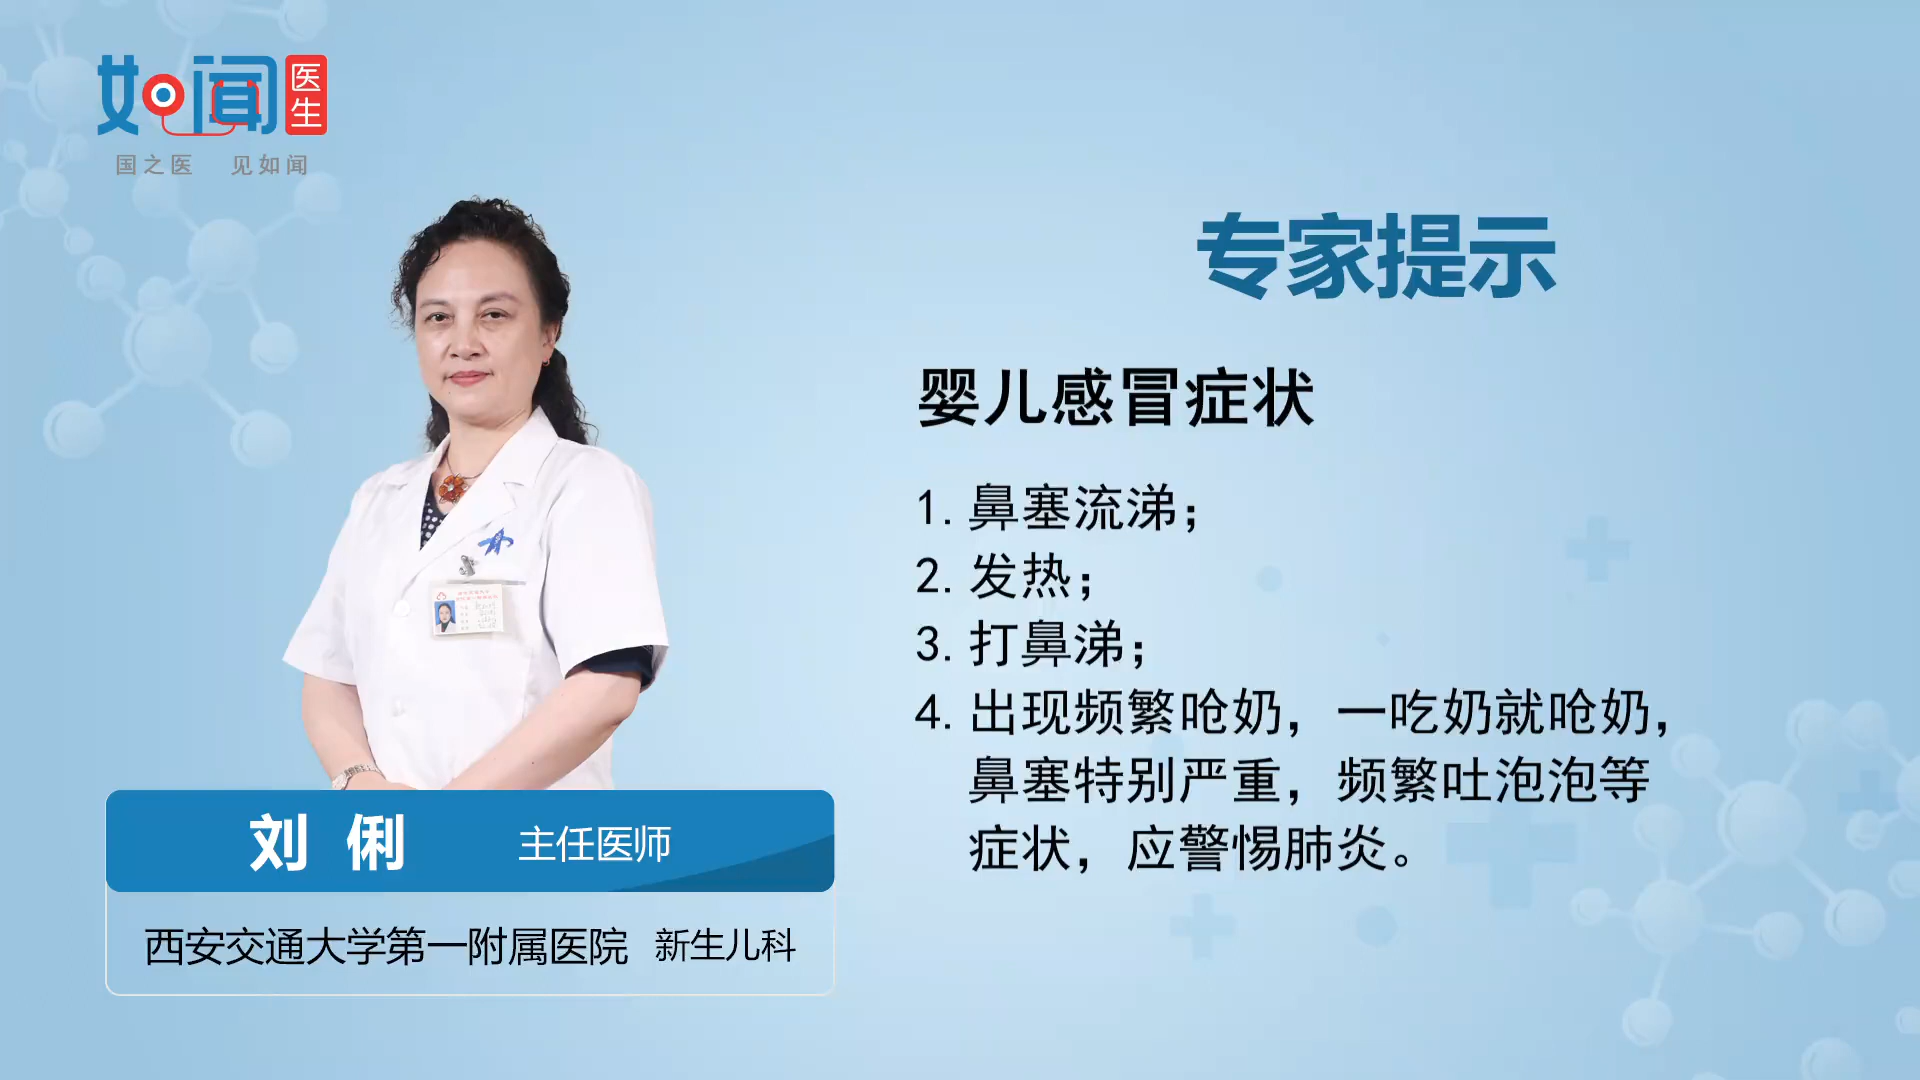 如闻医生
国之医 见如闻
专家提示
婴儿感冒症状
1. 鼻塞流涕；
2. 发热；
3. 打鼻涕；
4. 出现频繁呛奶，一吃奶就呛奶，
鼻塞特别严重，频繁吐泡泡等
症状，应警惕肺炎。
刘俐 主任医师
西安交通大学第一附属医院 新生儿科